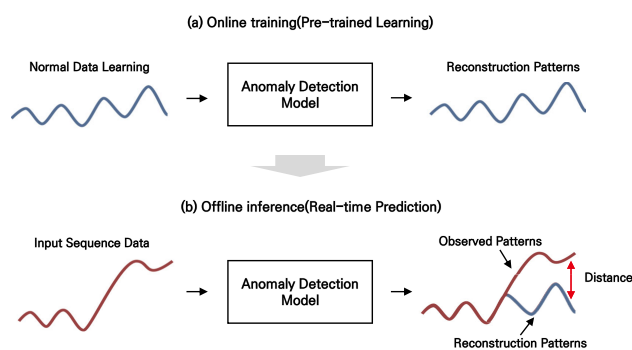 (a) Online training(Pre-trained Learning)
Normal Data Learning
Anomaly Detection
Model
Reconstruction Patterns
(b) Offline inference(Real-time Prediction)
Input Sequence Data
Anomaly Detection
Model
Observed Patterns
Distance
Reconstruction Patterns